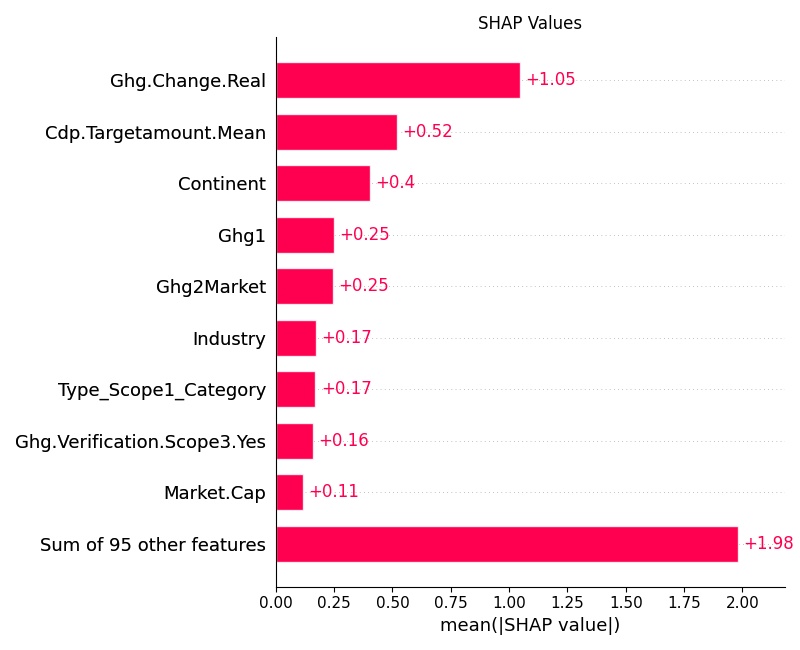 SHAP Values
Ghg.Change.Real +1.05
Cdp.Targetamount.Mean +0.52
Continent +0.4
Ghg1 +0.25
Ghg2Market +0.25
Industry +0.17
Type_Scope1_Category +0.17
Ghg.Verification.Scope3.Yes +0.16
Market.Cap +0.11
Sum of 95 other features +1.98
0.00 0.25 0.50 0.75 1.00 1.25 1.50 1.75 2.00
mean(|SHAP value|)